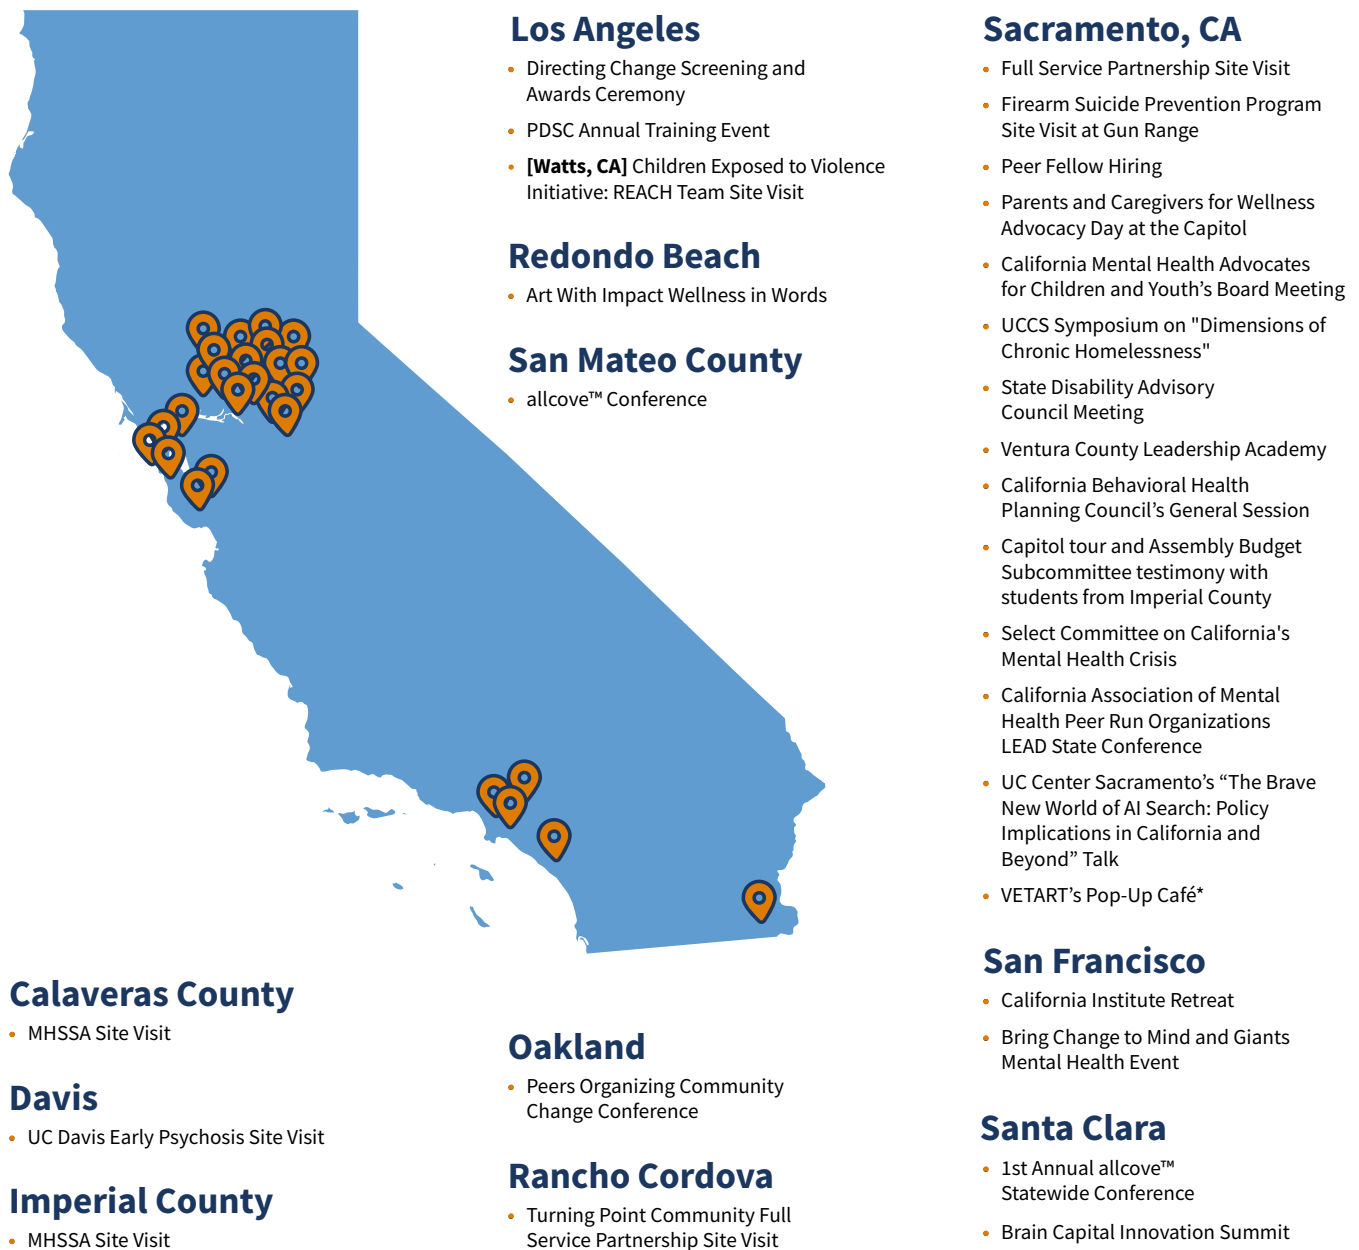 Los Angeles
• Directing Change Screening and
Awards Ceremony
• PDSC Annual Training Event
• [Watts, CA] Children Exposed to Violence
Initiative: REACH Team Site Visit
Redondo Beach
• Art With Impact Wellness in Words
San Mateo County
• allcove™ Conference
Sacramento, CA
• Full Service Partnership Site Visit
• Firearm Suicide Prevention Program
Site Visit at Gun Range
• Peer Fellow Hiring
• Parents and Caregivers for Wellness
Advocacy Day at the Capitol
• California Mental Health Advocates
for Children and Youth’s Board Meeting
• UCCS Symposium on "Dimensions of
Chronic Homelessness"
• State Disability Advisory
Council Meeting
• Ventura County Leadership Academy
• California Behavioral Health
Planning Council’s General Session
• Capitol tour and Assembly Budget
Subcommittee testimony with
students from Imperial County
• Select Committee on California's
Mental Health Crisis
• California Association of Mental
Health Peer Run Organizations
LEAD State Conference
• UC Center Sacramento’s “The Brave
New World of AI Search: Policy
Implications in California and
Beyond” Talk
• VETART’s Pop-Up Café*
San Francisco
• California Institute Retreat
• Bring Change to Mind and Giants
Mental Health Event
Santa Clara
• 1st Annual allcove™
Statewide Conference
• Brain Capital Innovation Summit
Calaveras County
• MHSSA Site Visit
Davis
• UC Davis Early Psychosis Site Visit
Imperial County
• MHSSA Site Visit
Oakland
• Peers Organizing Community
Change Conference
Rancho Cordova
• Turning Point Community Full
Service Partnership Site Visit